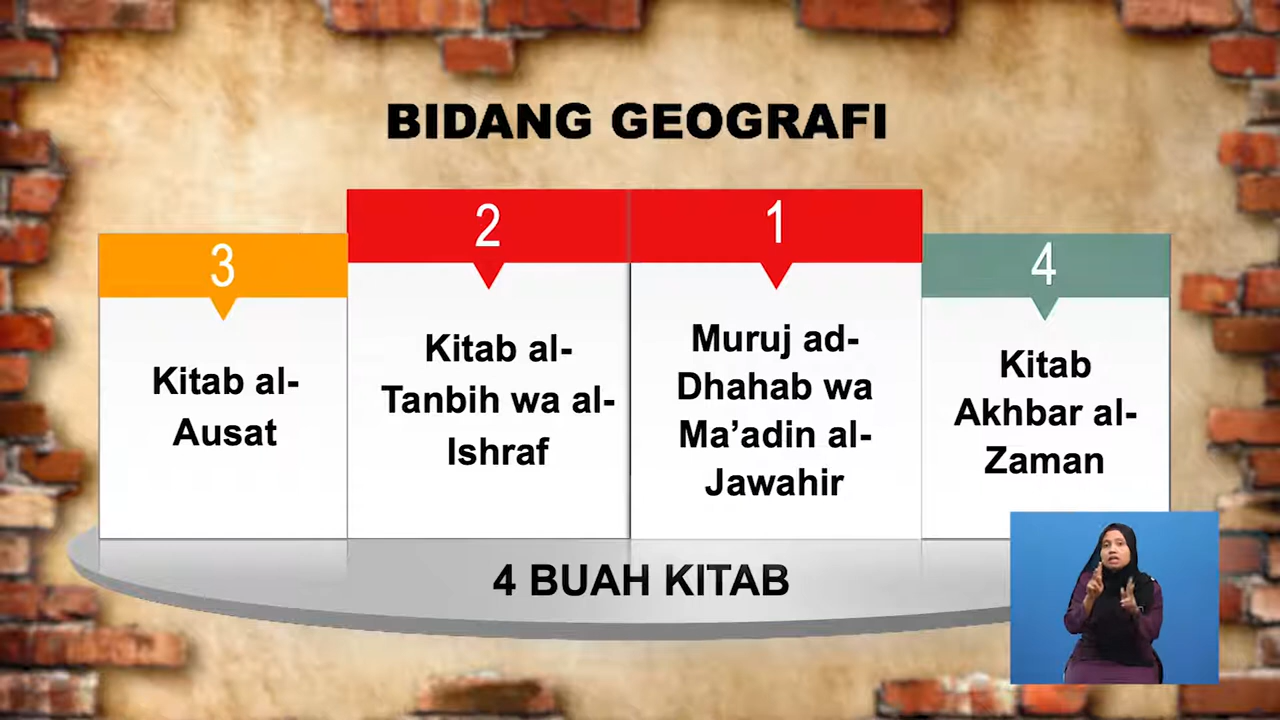 BIDANG GEOGRAFI
3
Kitab al-
Ausat
2
Kitab al-
Tanbih wa al-
Ishraf
1
Muruj ad-
Dhahab wa
Ma’adin al-
Jawahir
4
Kitab
Akhbar al-
Zaman
4 BUAH KITAB